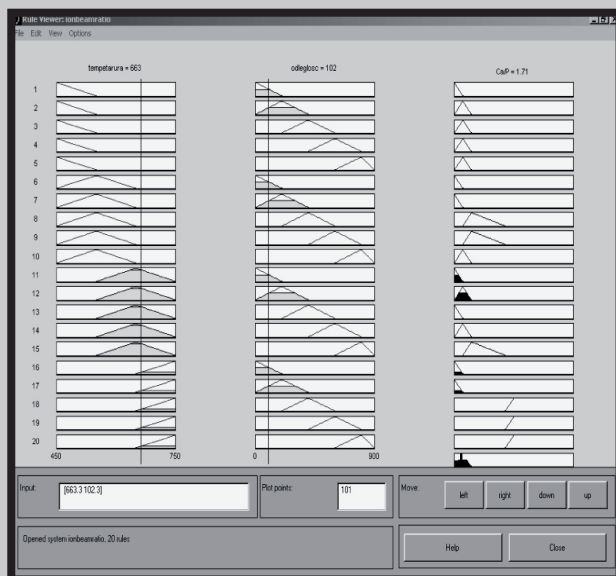 Rule Viewer: ionbeamratio
File Edit View Options
tempetarura = 663
odleglosc = 102
Ca/P = 1.71
1
2
3
4
5
6
7
8
9
10
11
12
13
14
15
16
17
18
19
20
450 750
0 900
Input:
[663.3 102.3]
Plot points:
101
Move:
left
right
down
up
Opened system ionbeamratio, 20 rules
Help
Close